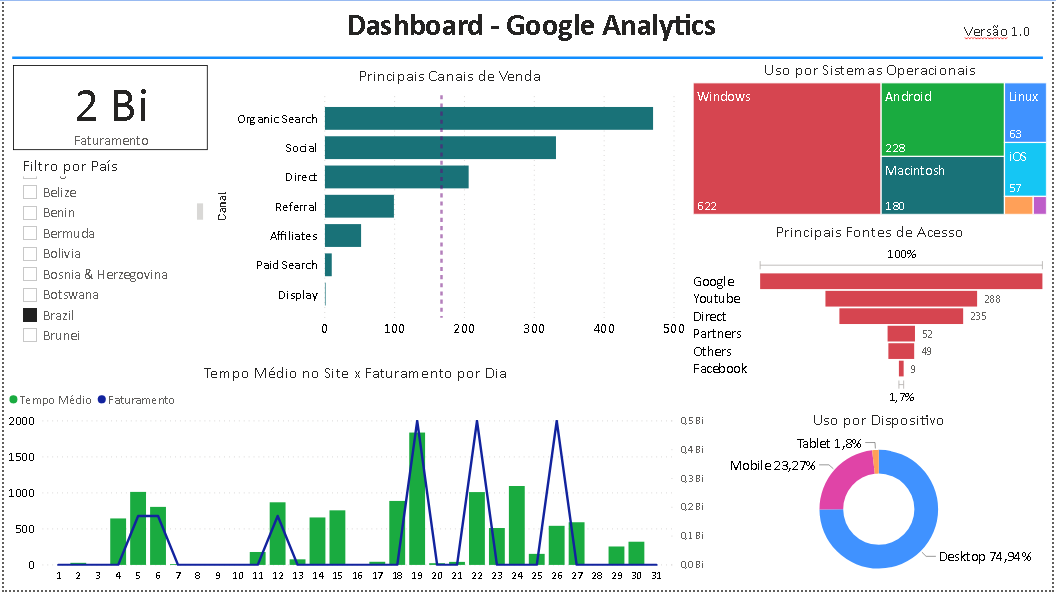 Dashboard - Google Analytics
Versão 1.0
2 Bi
Faturamento
Filtro por País
Belize
Benin
Bermuda
Bolivia
Bosnia & Herzegovina
Botswana
Brazil
Brunei
Principais Canais de Venda
Canal
Organic Search
Social
Direct
Referral
Affiliates
Paid Search
Display
0 100 200 300 400 500
Uso por Sistemas Operacionais
Windows
622
Android
228
Macintosh
180
Linux
63
iOS
57
Principais Fontes de Acesso
100%
Google
Youtube 288
Direct 235
Partners 52
Others 49
Facebook 9
1,7%
Tempo Médio no Site x Faturamento por Dia
Tempo Médio Faturamento
2000
1500
1000
500
0
0,5 Bi
0,4 Bi
0,3 Bi
0,2 Bi
0,1 Bi
0,0 Bi
1 2 3 4 5 6 7 8 9 10 11 12 13 14 15 16 17 18 19 20 21 22 23 24 25 26 27 28 29 30 31
Uso por Dispositivo
Tablet 1,8%
Mobile 23,27%
Desktop 74,94%